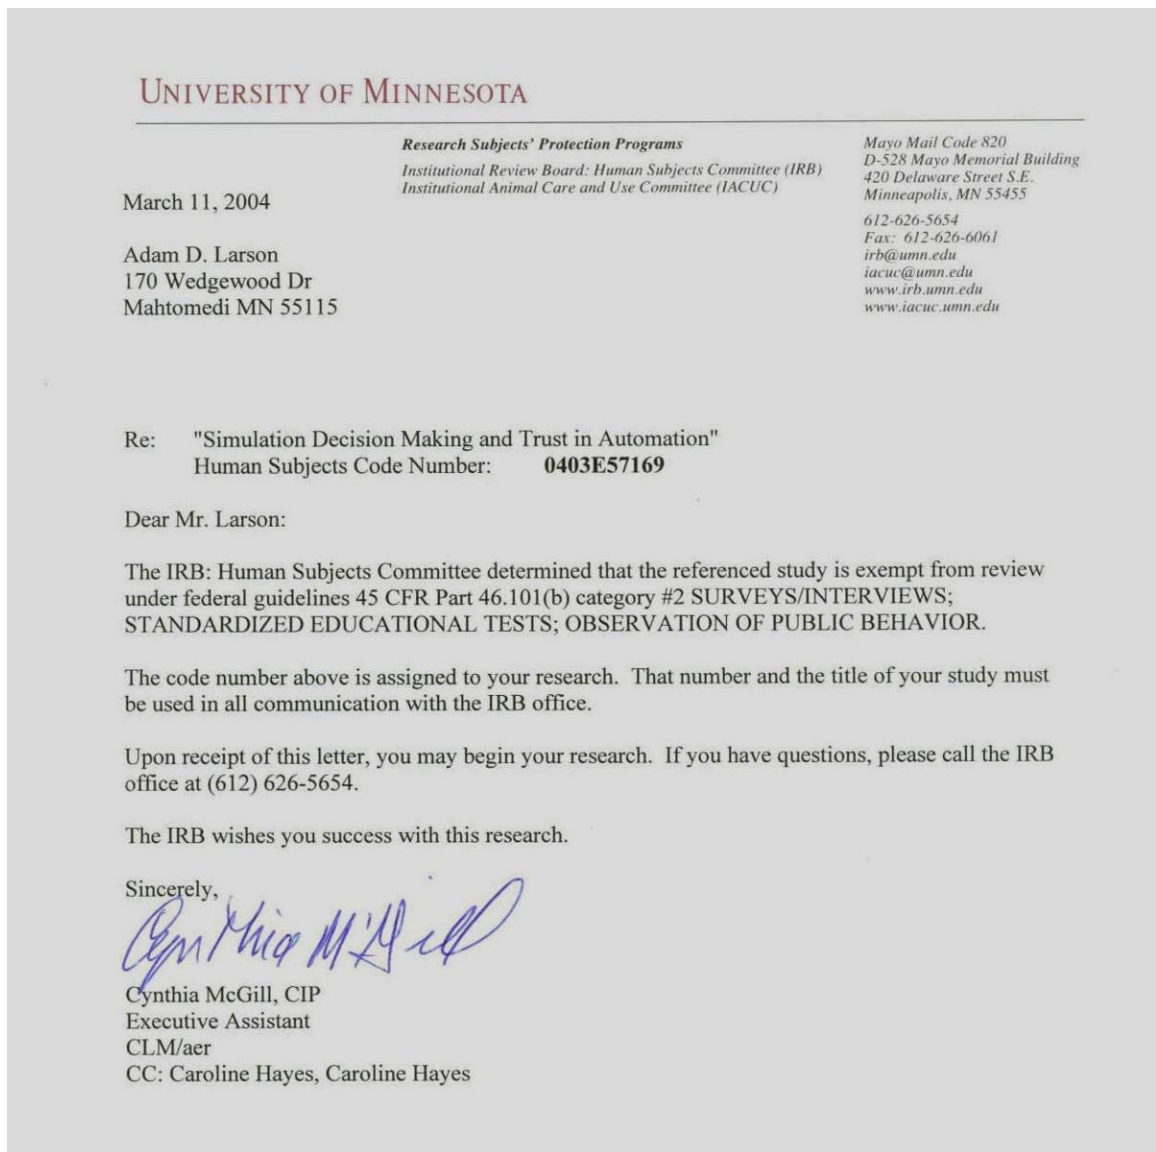 UNIVERSITY OF MINNESOTA
Research Subjects' Protection Programs
Institutional Review Board: Human Subjects Committee (IRB)
Institutional Animal Care and Use Committee (IACUC)
Mayo Mail Code 820
D-528 Mayo Memorial Building
420 Delaware Street S.E.
Minneapolis, MN 55455
612-626-5654
Fax: 612-626-6061
irb@umn.edu
iacuc@umn.edu
www.irb.umn.edu
www.iacuc.umn.edu
March 11, 2004
Adam D. Larson
170 Wedgewood Dr
Mahtomedi MN 55115
Re: "Simulation Decision Making and Trust in Automation"
Human Subjects Code Number: 0403E57169
Dear Mr. Larson:
The IRB: Human Subjects Committee determined that the referenced study is exempt from review
under federal guidelines 45 CFR Part 46.101(b) category #2 SURVEYS/INTERVIEWS;
STANDARDIZED EDUCATIONAL TESTS; OBSERVATION OF PUBLIC BEHAVIOR.
The code number above is assigned to your research. That number and the title of your study must
be used in all communication with the IRB office.
Upon receipt of this letter, you may begin your research. If you have questions, please call the IRB
office at (612) 626-5654.
The IRB wishes you success with this research.
Sincerely,
Cynthia McGill
Cynthia McGill, CIP
Executive Assistant
CLM/aer
CC: Caroline Hayes, Caroline Hayes